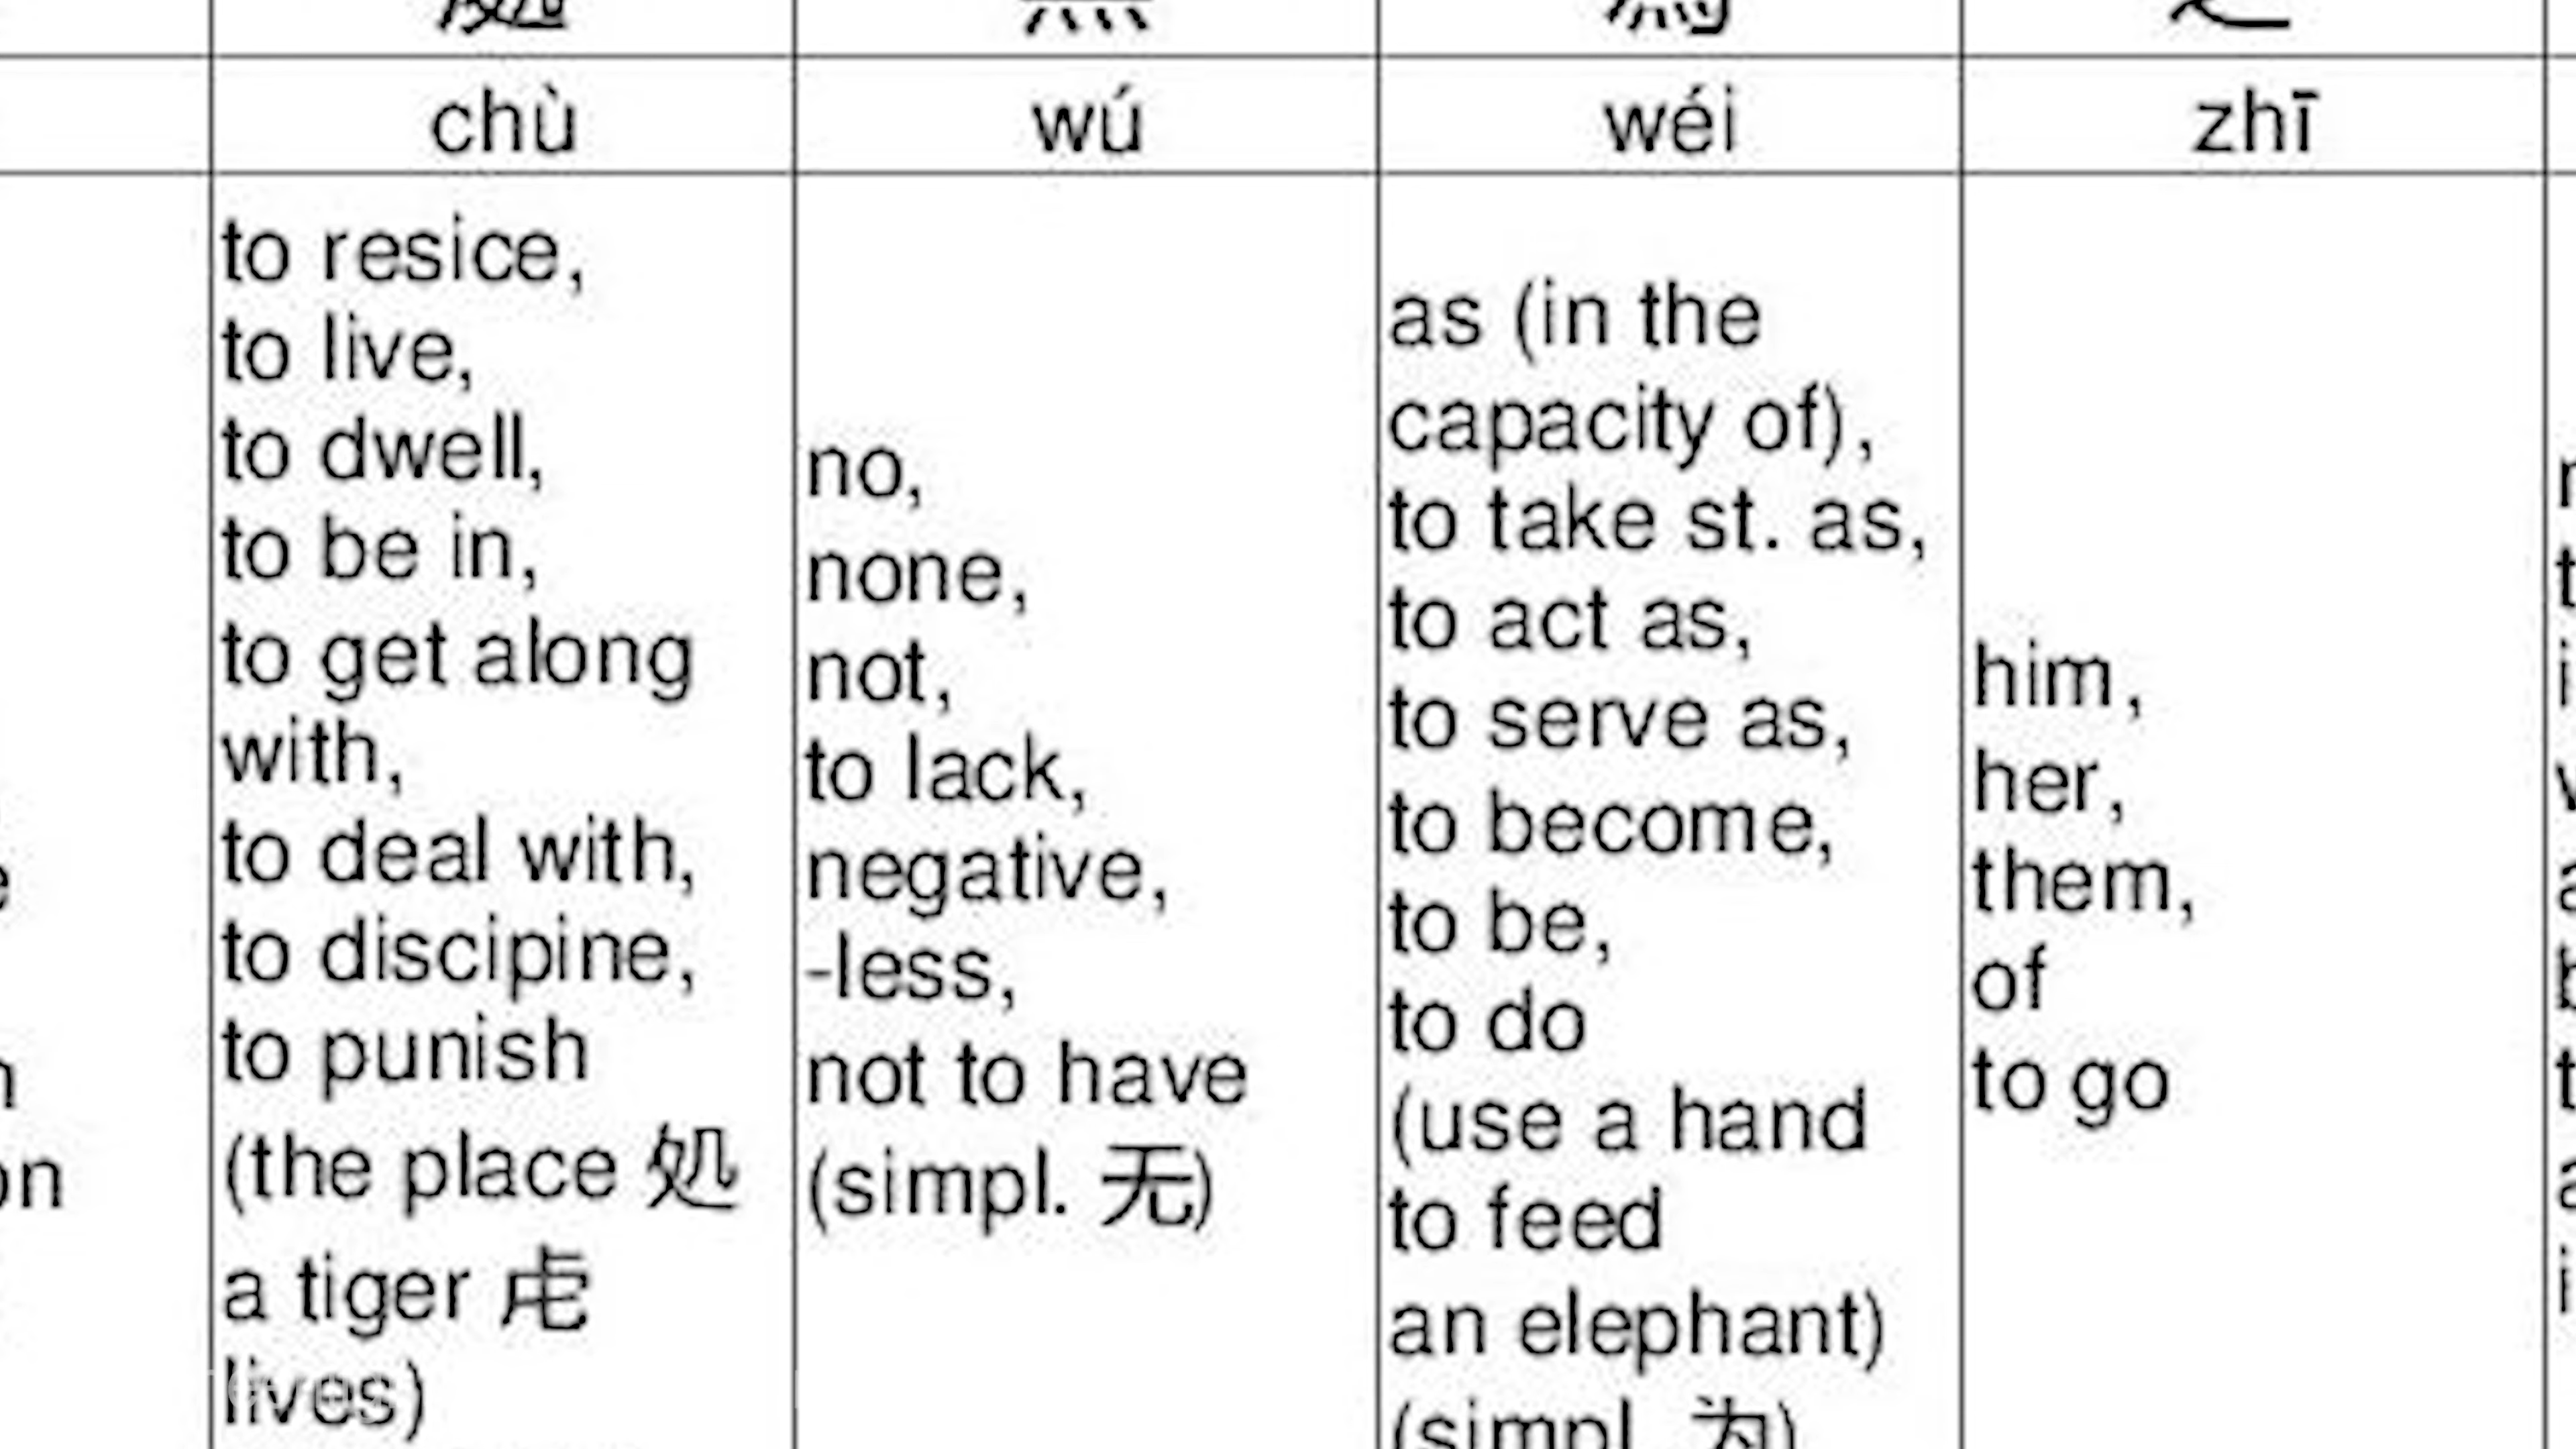 chù
wú
wéi
zhī
to resice,
to live,
to dwell,
to be in,
to get along
with,
to deal with,
to discipine,
to punish
(the place 処
a tiger 虍
lives)
no,
none,
not,
to lack,
negative,
-less,
not to have
(simpl. 无)
as (in the
capacity of),
to take st. as,
to act as,
to serve as,
to become,
to be,
to do
(use a hand
to feed
an elephant)
(simpl. 为)
him,
her,
them,
of
to go